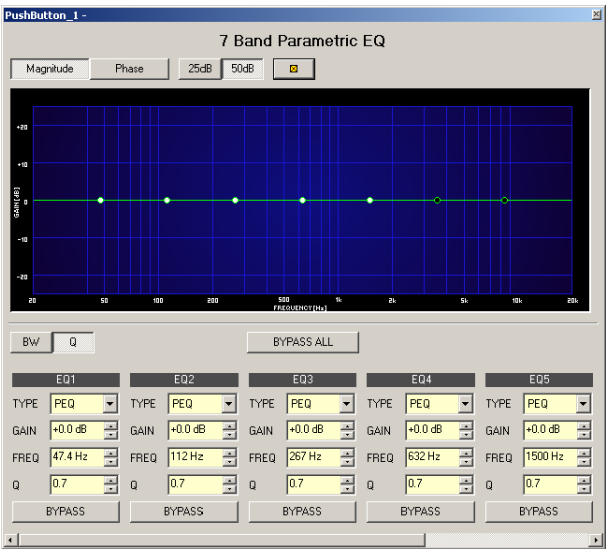 PushButton_1 -
7 Band Parametric EQ
Magnitude Phase 25dB 50dB
+20
+10
0
-10
-20
GAIN[dB]
20 50 100 200 500 1k 2k 5k 10k 20k
FREQUENCY[Hz]
BW Q BYPASS ALL
EQ1 EQ2 EQ3 EQ4 EQ5
TYPE PEQ TYPE PEQ TYPE PEQ TYPE PEQ TYPE PEQ
GAIN +0.0 dB GAIN +0.0 dB GAIN +0.0 dB GAIN +0.0 dB GAIN +0.0 dB
FREQ 47.4 Hz FREQ 112 Hz FREQ 267 Hz FREQ 632 Hz FREQ 1500 Hz
Q 0.7 Q 0.7 Q 0.7 Q 0.7 Q 0.7
BYPASS BYPASS BYPASS BYPASS BYPASS